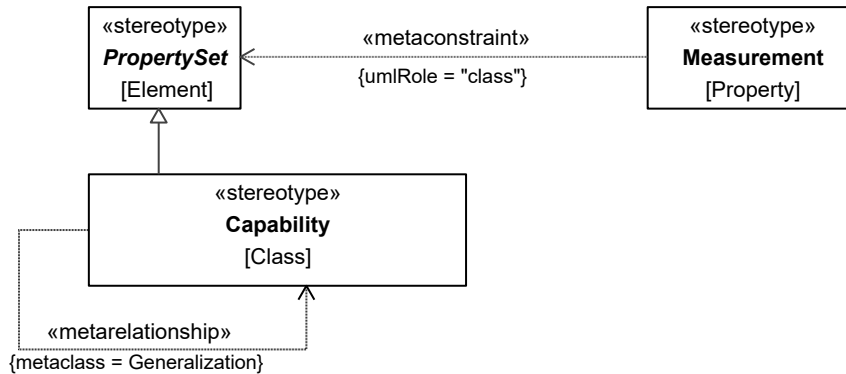 «stereotype»
PropertySet
[Element]
«metaconstraint»
{umlRole = "class"}
«stereotype»
Measurement
[Property]
«stereotype»
Capability
[Class]
«metarelationship»
{metaclass = Generalization}